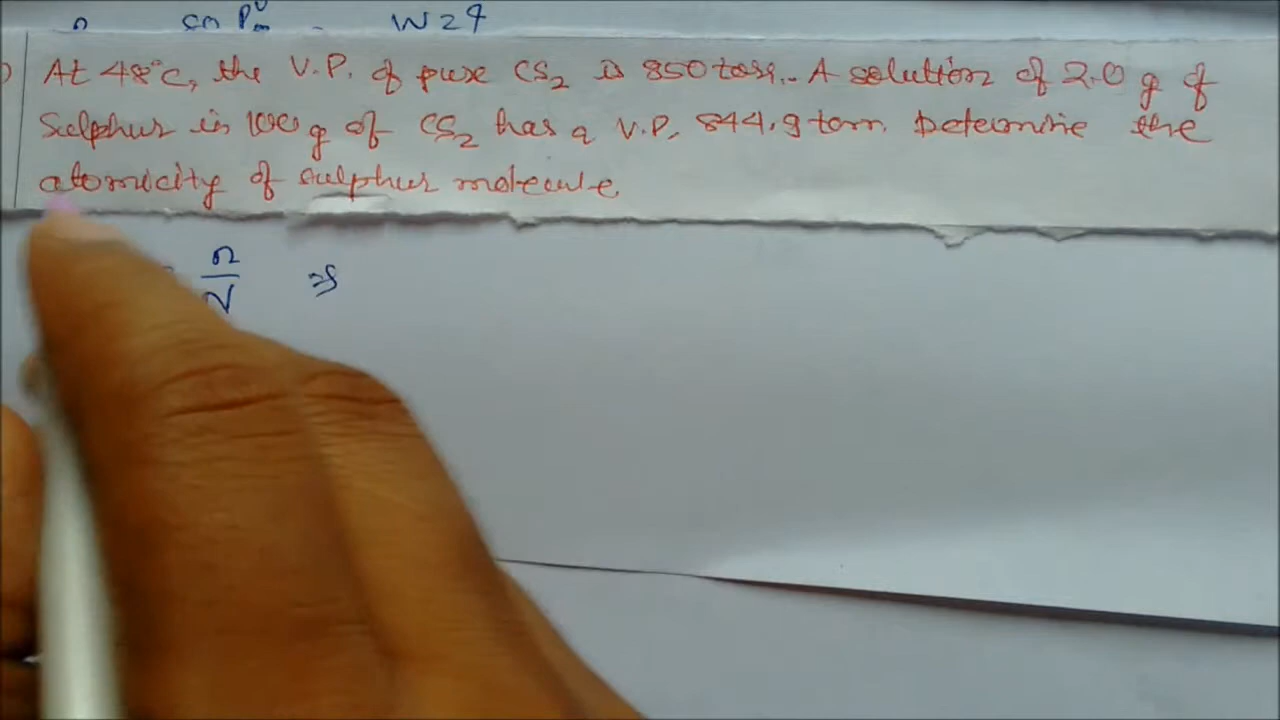 W = 9
At 48°C, the V.P. of pure CS2 is 850 torr. A solution of 2.0 g of
Sulphur in 100 g of CS2 has a V.P. 844.9 torr. Determine the
atomicity of sulphur molecule.
n/N ⇒